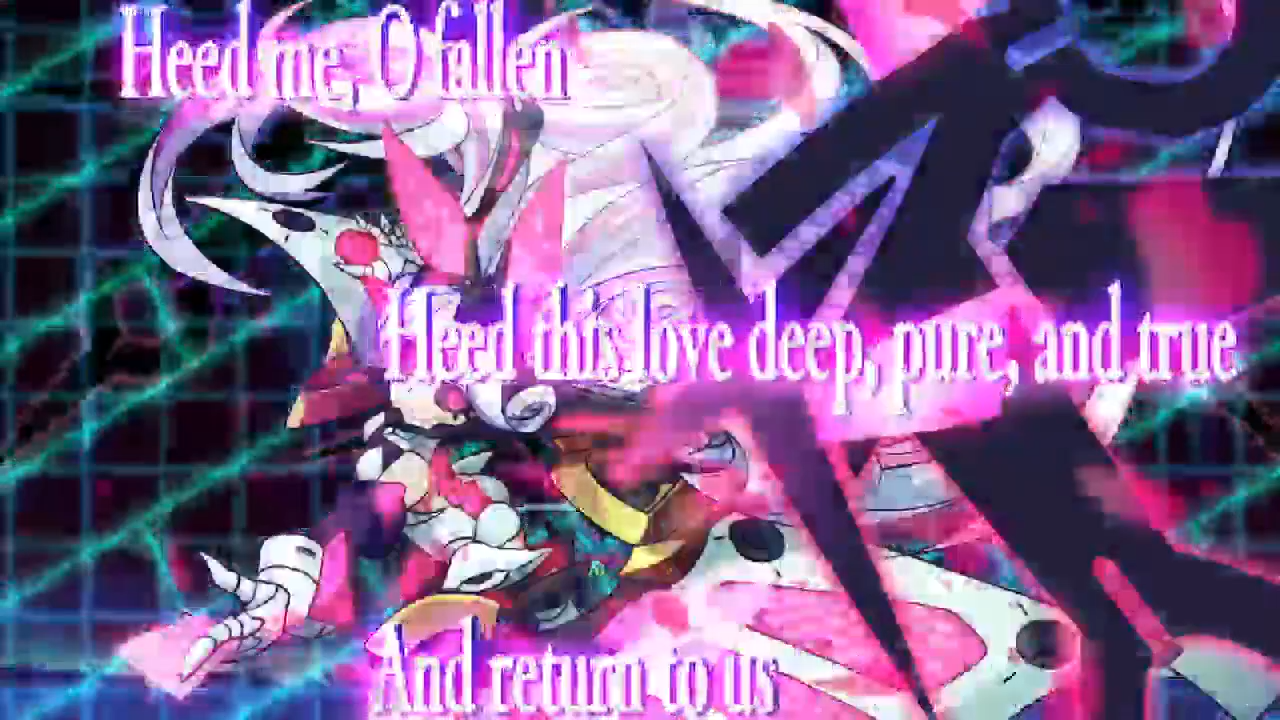 Heed me, O fallen
Heed this love deep, pure, and true
And return to us